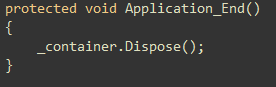 protected void Application_End()
{
    _container.Dispose();
}